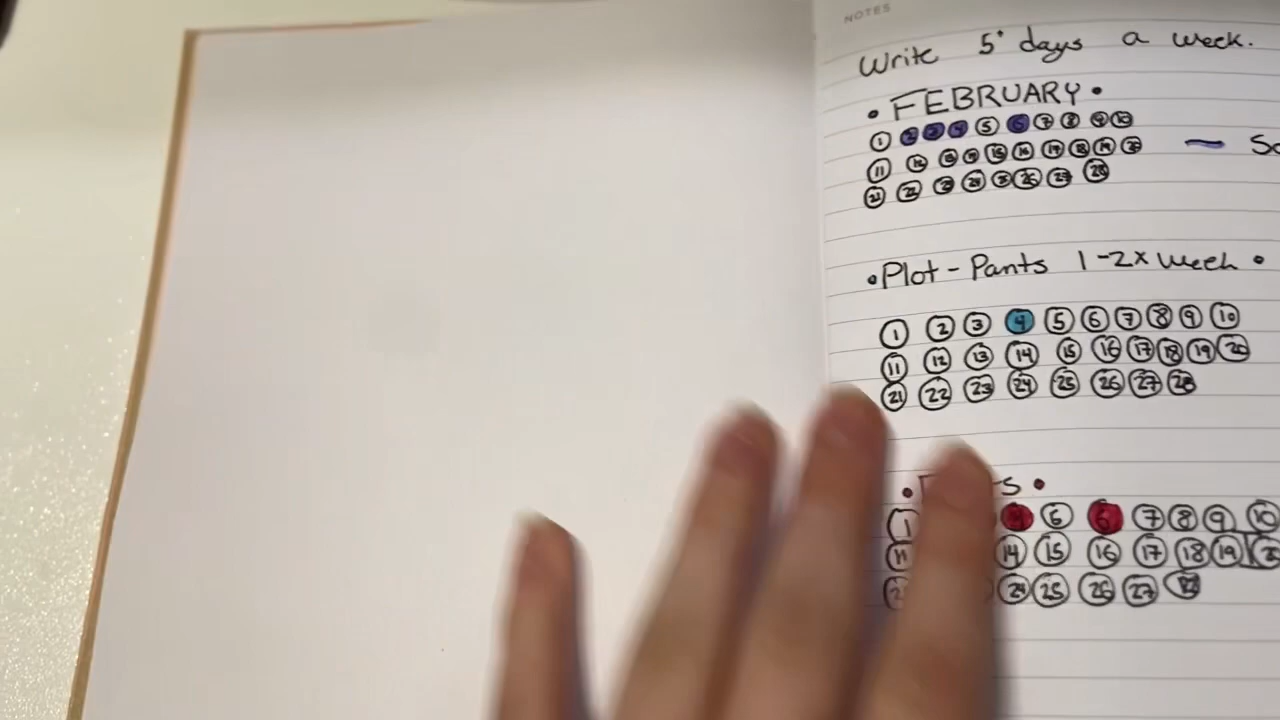 NOTES
Write 5 days a week.
• FEBRUARY •
1 2 3 4 5 6 7 8 9 10
11 12 13 14 15 16 17 18 19 20
21 22 23 24 25 26 27 28
• Plot - Pants 1-2x week •
1 2 3 4 5 6 7 8 9 10
11 12 13 14 15 16 17 18 19 20
21 22 23 24 25 26 27 28
1 6 7 8 9 10
11 14 15 16 17 18 19 20
24 25 26 27 28